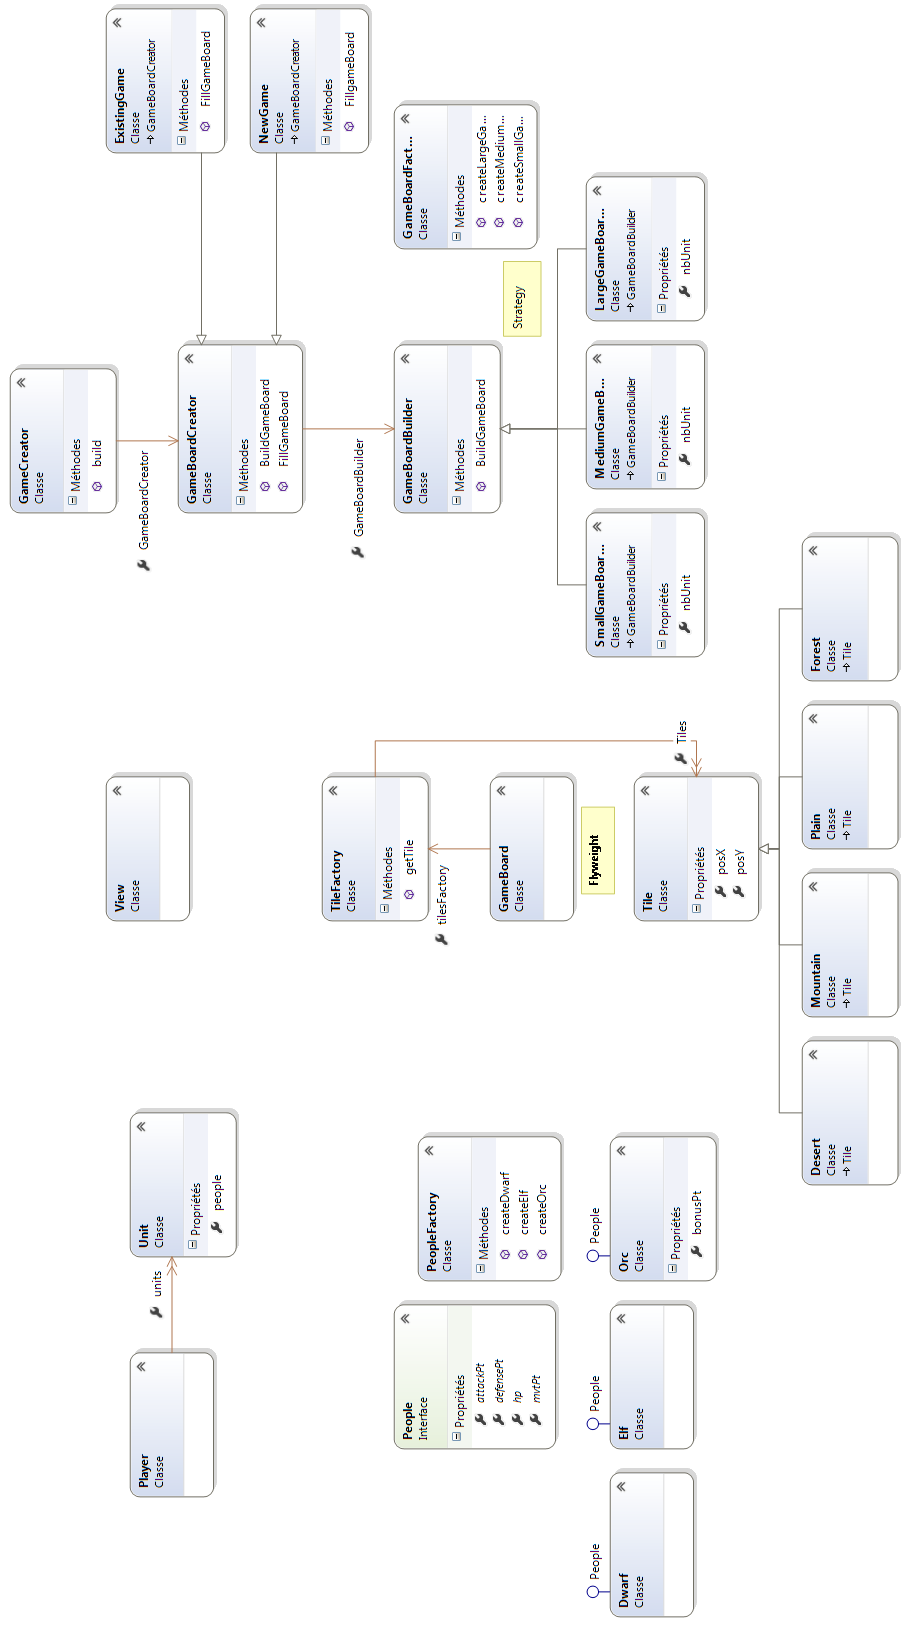 Player
Classe
units
Unit
Classe
Propriétés
people
View
Classe
GameCreator
Classe
Méthodes
build
GameBoardCreator
ExistingGame
Classe
GameBoardCreator
Méthodes
FillGameBoard
NewGame
Classe
GameBoardCreator
Méthodes
FillgameBoard
GameBoardCreator
Classe
Méthodes
BuildGameBoard
FillGameBoard
GameBoardBuilder
TileFactory
Classe
Méthodes
getTile
tilesFactory
GameBoard
Classe
Flyweight
Tiles
Tile
Classe
Propriétés
posX
posY
GameBoardBuilder
Classe
Méthodes
BuildGameBoard
Strategy
GameBoardFact...
Classe
Méthodes
createLargeGa...
createMedium...
createSmallGa...
People
Interface
Propriétés
attackPt
defensePt
hp
mvtPt
PeopleFactory
Classe
Méthodes
createDwarf
createElf
createOrc
People
Dwarf
Classe
People
Elf
Classe
People
Orc
Classe
Propriétés
bonusPt
SmallGameBoar...
Classe
GameBoardBuilder
Propriétés
nbUnit
MediumGameB...
Classe
GameBoardBuilder
Propriétés
nbUnit
LargeGameBoar...
Classe
GameBoardBuilder
Propriétés
nbUnit
Desert
Classe
Tile
Mountain
Classe
Tile
Plain
Classe
Tile
Forest
Classe
Tile